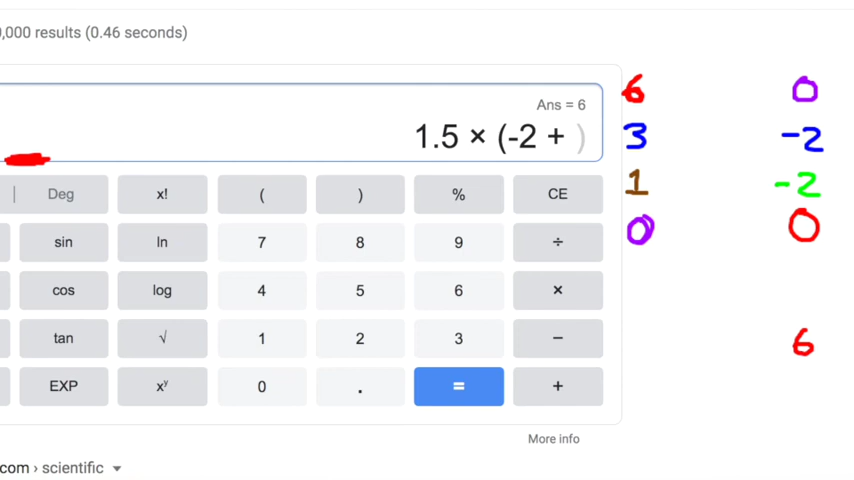 ,000 results (0.46 seconds)
Ans = 6
1.5 × (-2 + )
6 0
3 -2
1 -2
0 0
6
| Deg x! ( ) % CE
sin ln 7 8 9 ÷
cos log 4 5 6 ×
tan √ 1 2 3 −
EXP xʸ 0 . = +
More info
com › scientific